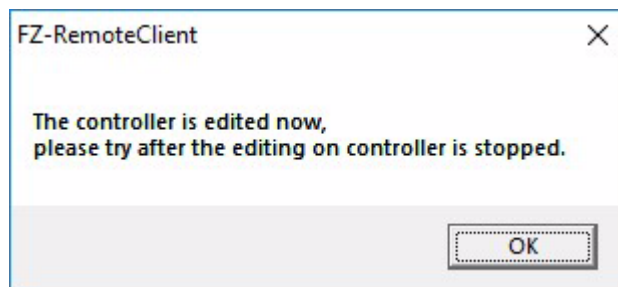 FZ-RemoteClient
The controller is edited now,
please try after the editing on controller is stopped.
OK